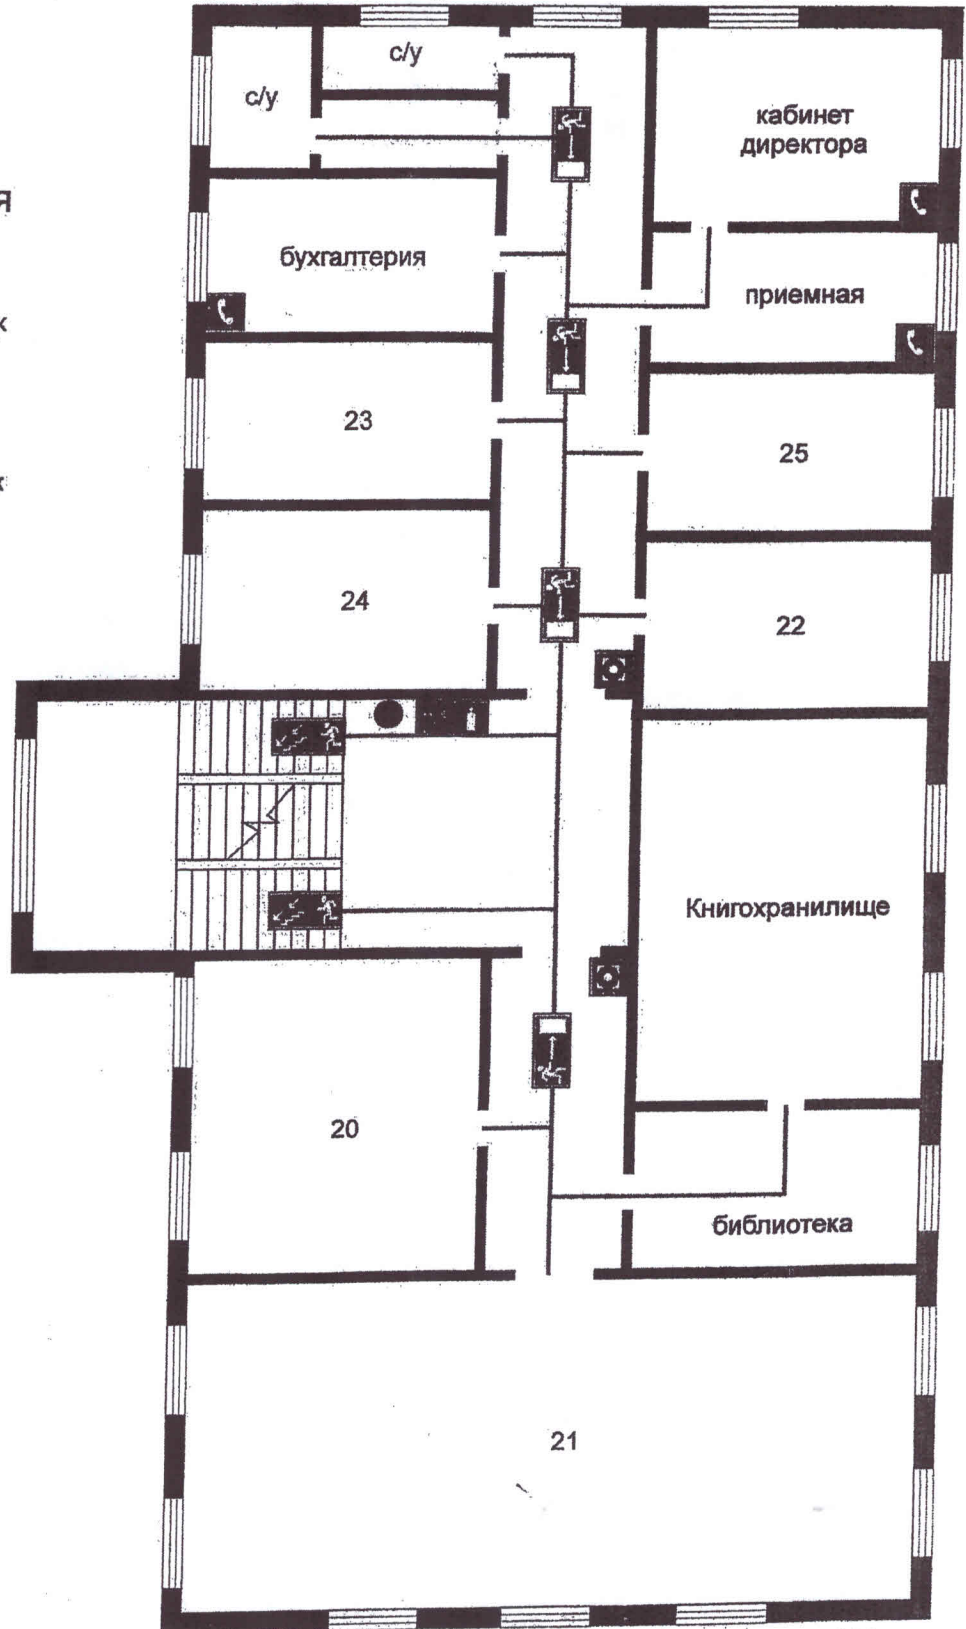 с/у
с/у
кабинет
директора
я
бухгалтерия
приемная
к
23
25
к
24
22
Книгохранилище
20
библиотека
21